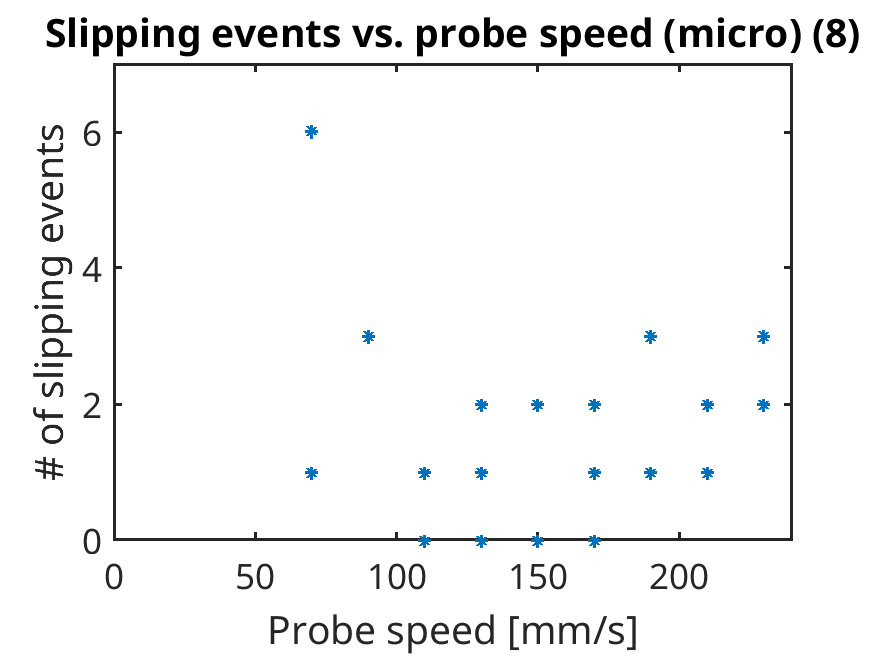 Slipping events vs. probe speed (micro) (8)
# of slipping events
6
4
2
0
0 50 100 150 200
Probe speed [mm/s]